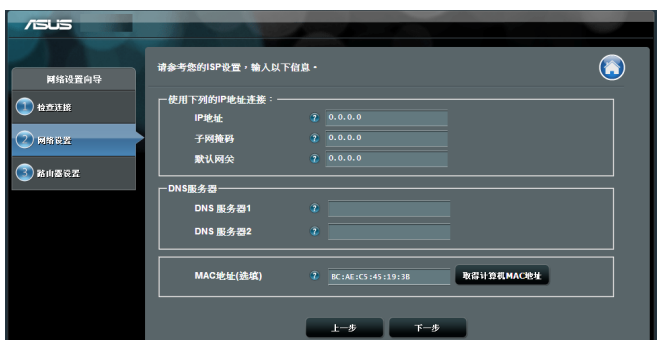 ASUS
网络设置向导
1 检查连接
2 网络设置
3 路由器设置
请参考您的ISP设置,输入以下信息。
使用下列的IP地址连接:
IP地址 ? 0.0.0.0
子网掩码 ? 0.0.0.0
默认网关 ? 0.0.0.0
DNS服务器
DNS 服务器1 ?
DNS 服务器2 ?
MAC地址(选填) ? BC:AE:C5:45:19:3B 取得计算机MAC地址
上一步 下一步